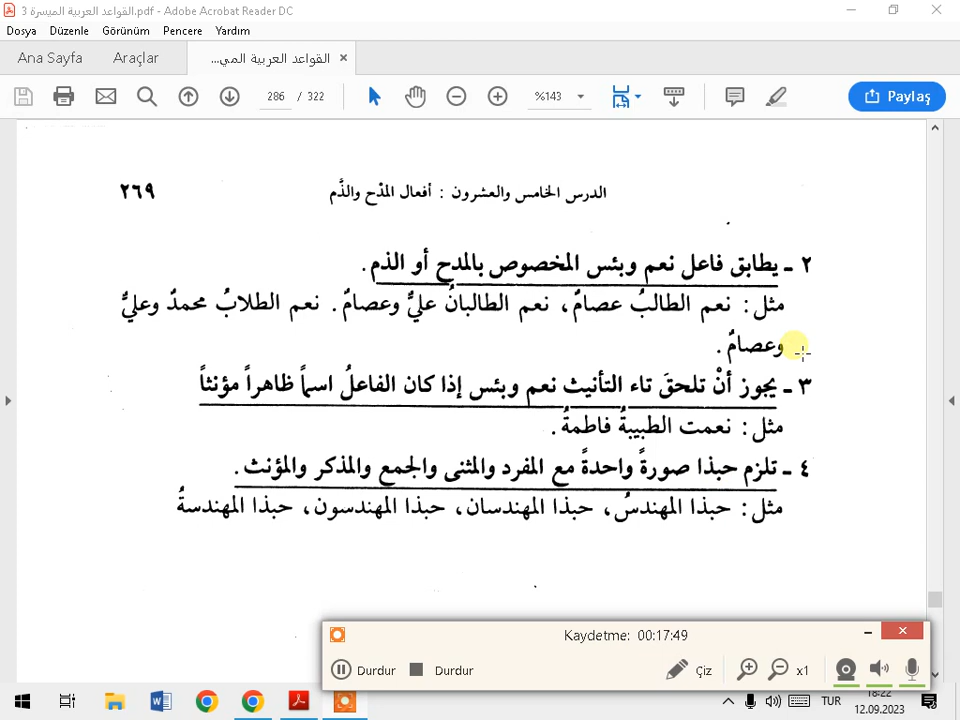 القواعد العربية الميسرة 3.pdf - Adobe Acrobat Reader DC
Dosya Düzenle Görünüm Pencere Yardım
Ana Sayfa Araçlar القواعد العربية المي...
286 / 322 %143 Paylaş
الدرس الخامس والعشرون : أفعال المدْح والذَّم ٢٦٩
٢ ـ يطابق فاعل نعم وبئس المخصوص بالمدح أو الذم .
مثل : نعم الطالبُ عصامٌ، نعم الطالبانُ عليٌّ وعصامٌ . نعم الطلابُ محمدٌ وعليٌّ
وعصامٌ .
٣ ـ يجوز أنْ تلحقَ تاء التأنيث نعم وبئس إذا كان الفاعلُ اسماً ظاهراً مؤنثاً
مثل : نعمت الطبيبةُ فاطمةُ .
٤ ـ تلزم حبذا صورةً واحدةً مع المفرد والمثنى والجمع والمذكر والمؤنث .
مثل : حبذا المهندسُ، حبذا المهندسان، حبذا المهندسون، حبذا المهندسةُ
Kaydetme: 00:17:49
Durdur Durdur Çiz x1
TUR 18:22
12.09.2023